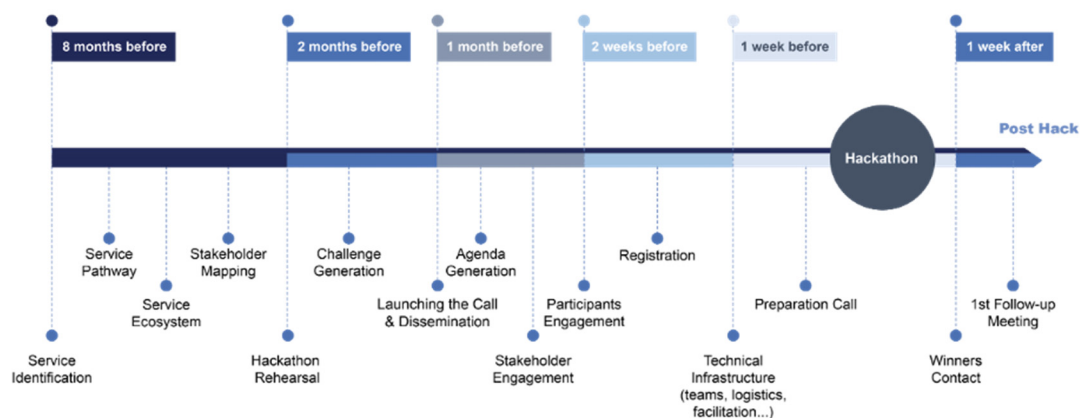 8 months before
2 months before
1 month before
2 weeks before
1 week before
1 week after
Post Hack
Hackathon
Service
Pathway
Stakeholder
Mapping
Challenge
Generation
Agenda
Generation
Registration
Service
Ecosystem
Launching the Call
& Dissemination
Participants
Engagement
Preparation Call
1st Follow-up
Meeting
Service
Identification
Hackathon
Rehearsal
Stakeholder
Engagement
Technical
Infrastructure
(teams, logistics,
facilitation...)
Winners
Contact